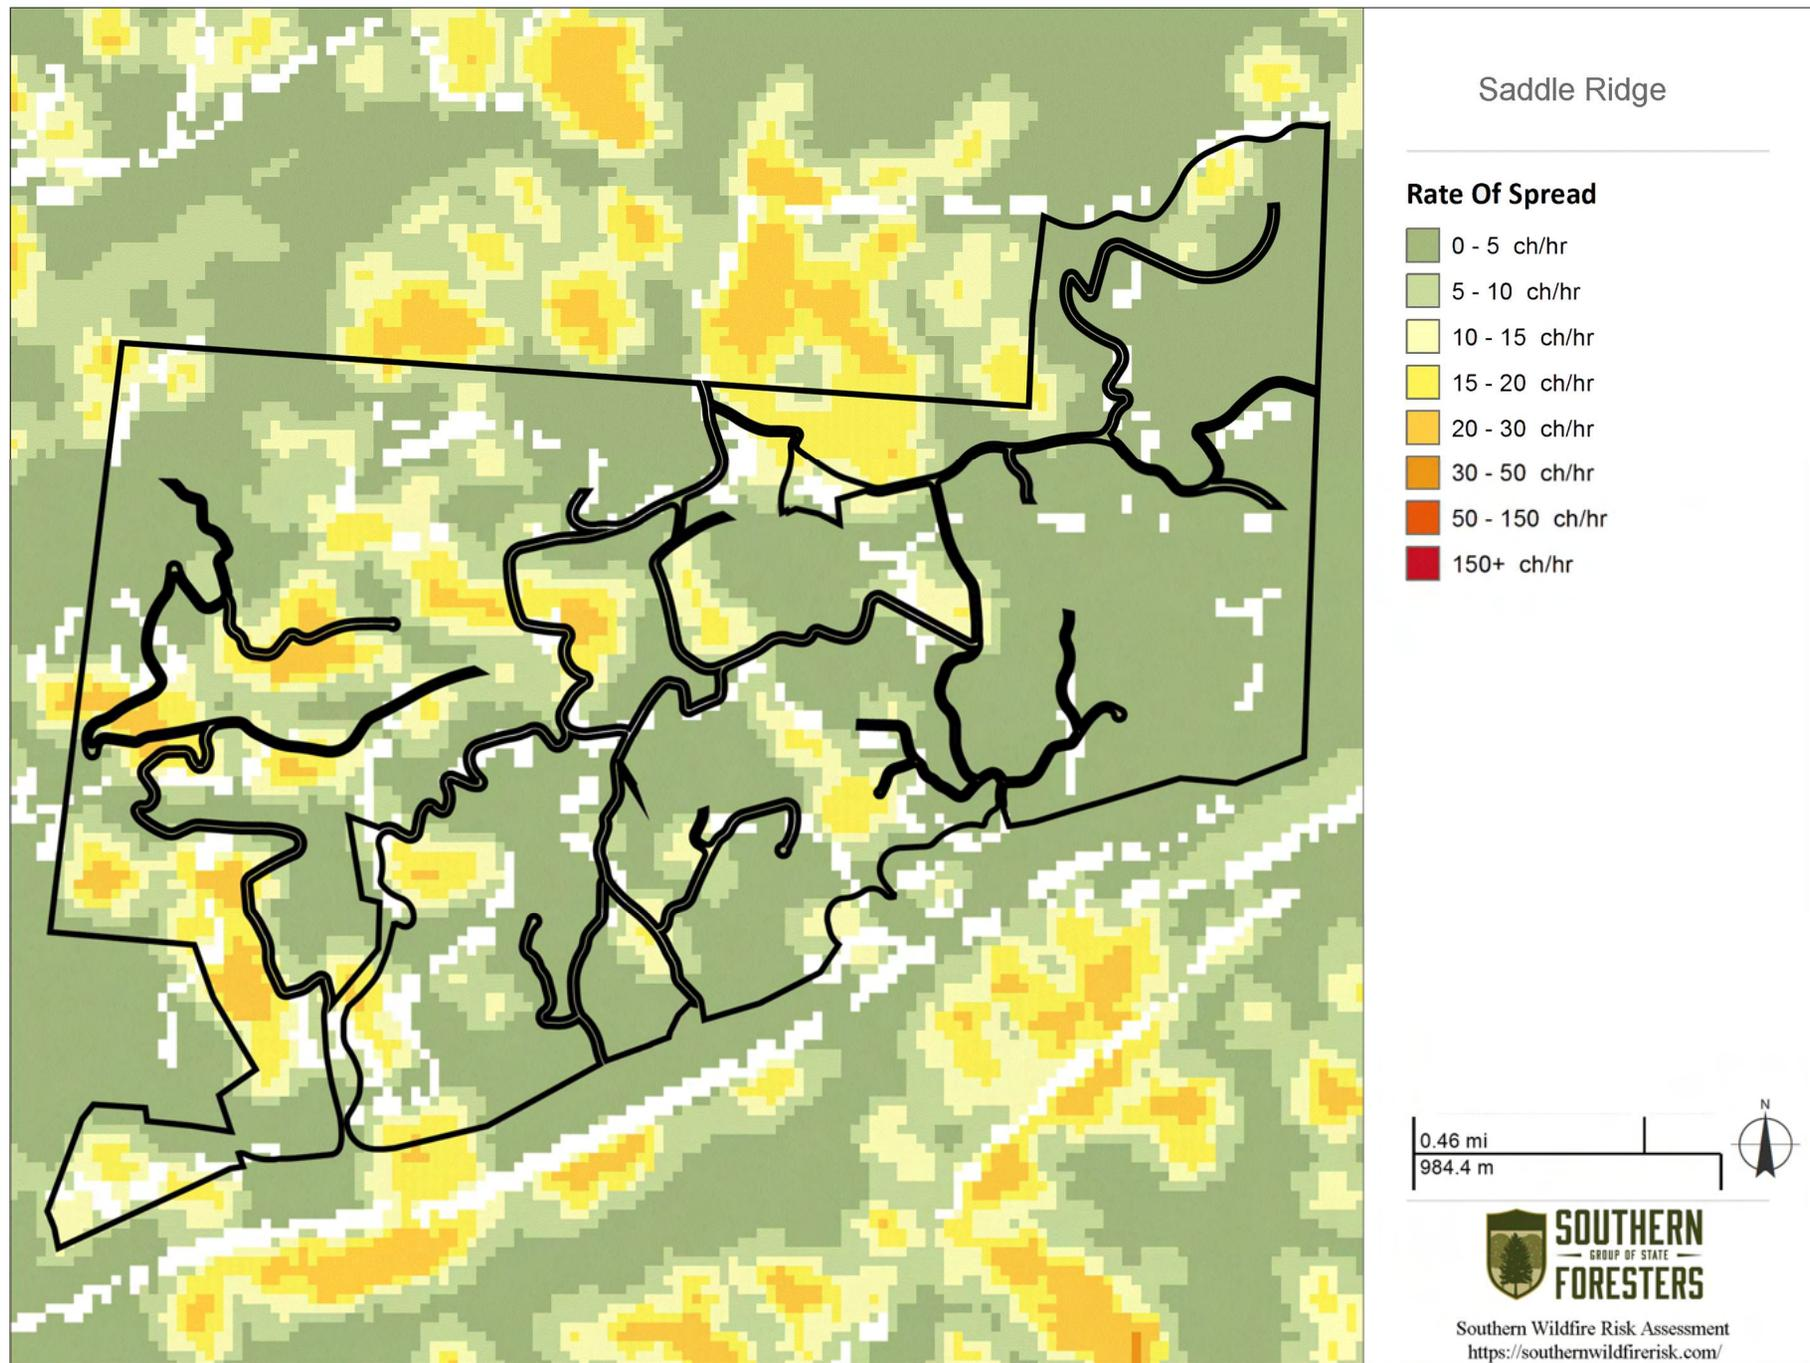 Saddle Ridge
Rate Of Spread
0 - 5 ch/hr
5 - 10 ch/hr
10 - 15 ch/hr
15 - 20 ch/hr
20 - 30 ch/hr
30 - 50 ch/hr
50 - 150 ch/hr
150+ ch/hr
N
0.46 mi
984.4 m
SOUTHERN
GROUP OF STATE
FORESTERS
Southern Wildfire Risk Assessment
https://southernwildfirerisk.com/